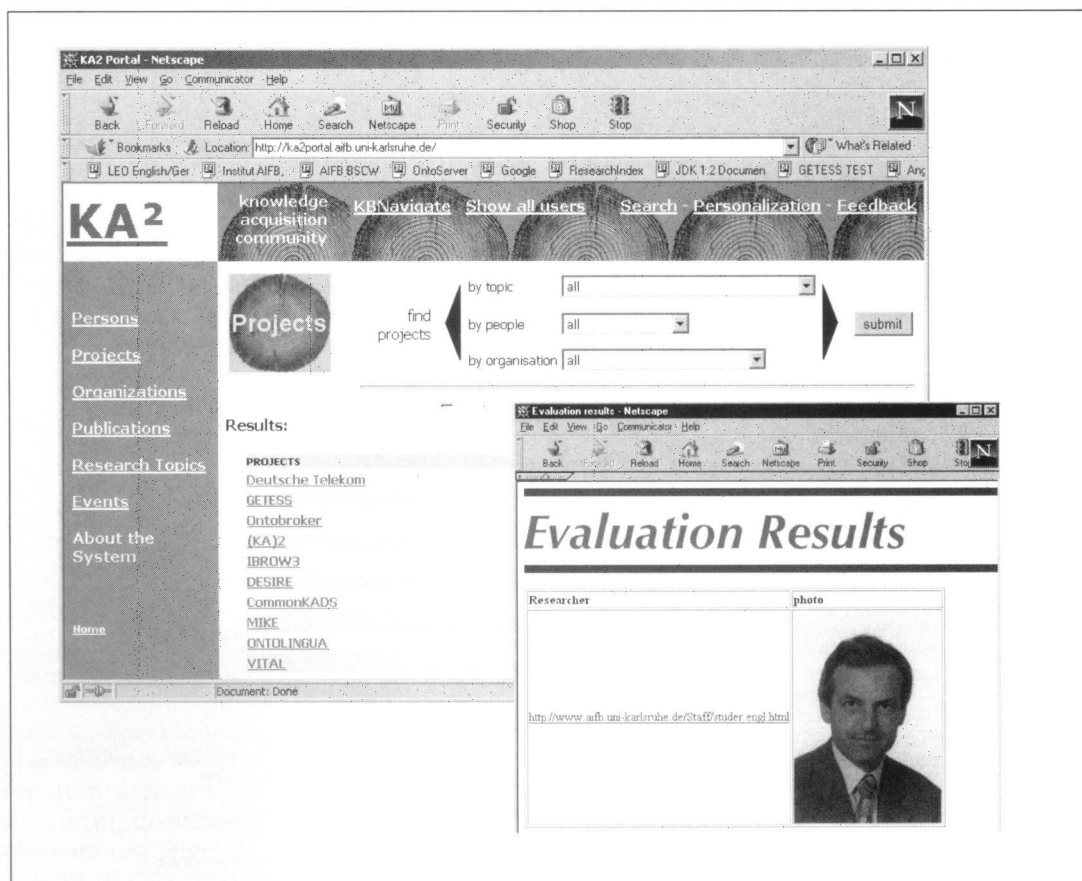 KA2 Portal - Netscape
File Edit View Go Communicator Help
Back Forward Reload Home Search Netscape Print Security Shop Stop
Bookmarks Location: http://ka2portal.aifb.uni-karlsruhe.de/ What's Related
LEO English/Ger. Institut AIFB, AIFB BSCW OntoServer Google ResearchIndex JDK 1.2 Documen GETESS TEST Ang
KA²
knowledge
acquisition
community
KBNavigate Show all users Search - Personalization - Feedback
Persons
Projects
Organizations
Publications
Research Topics
Events
About the
System
Home
Projects
find
projects
by topic all
by people all
by organisation all
submit
Results:
PROJECTS
Deutsche Telekom
GETESS
Ontobroker
(KA)2
IBROW3
DESIRE
CommonKADS
MIKE
ONTOLINGUA
VITAL
Document: Done
Evaluation results - Netscape
File Edit View Go Communicator Help
Back Forward Reload Home Search Netscape Print Security Shop Stop
Evaluation Results
Researcher photo
http://www.aifb.uni-karlsruhe.de/Staff/studer.engl.html